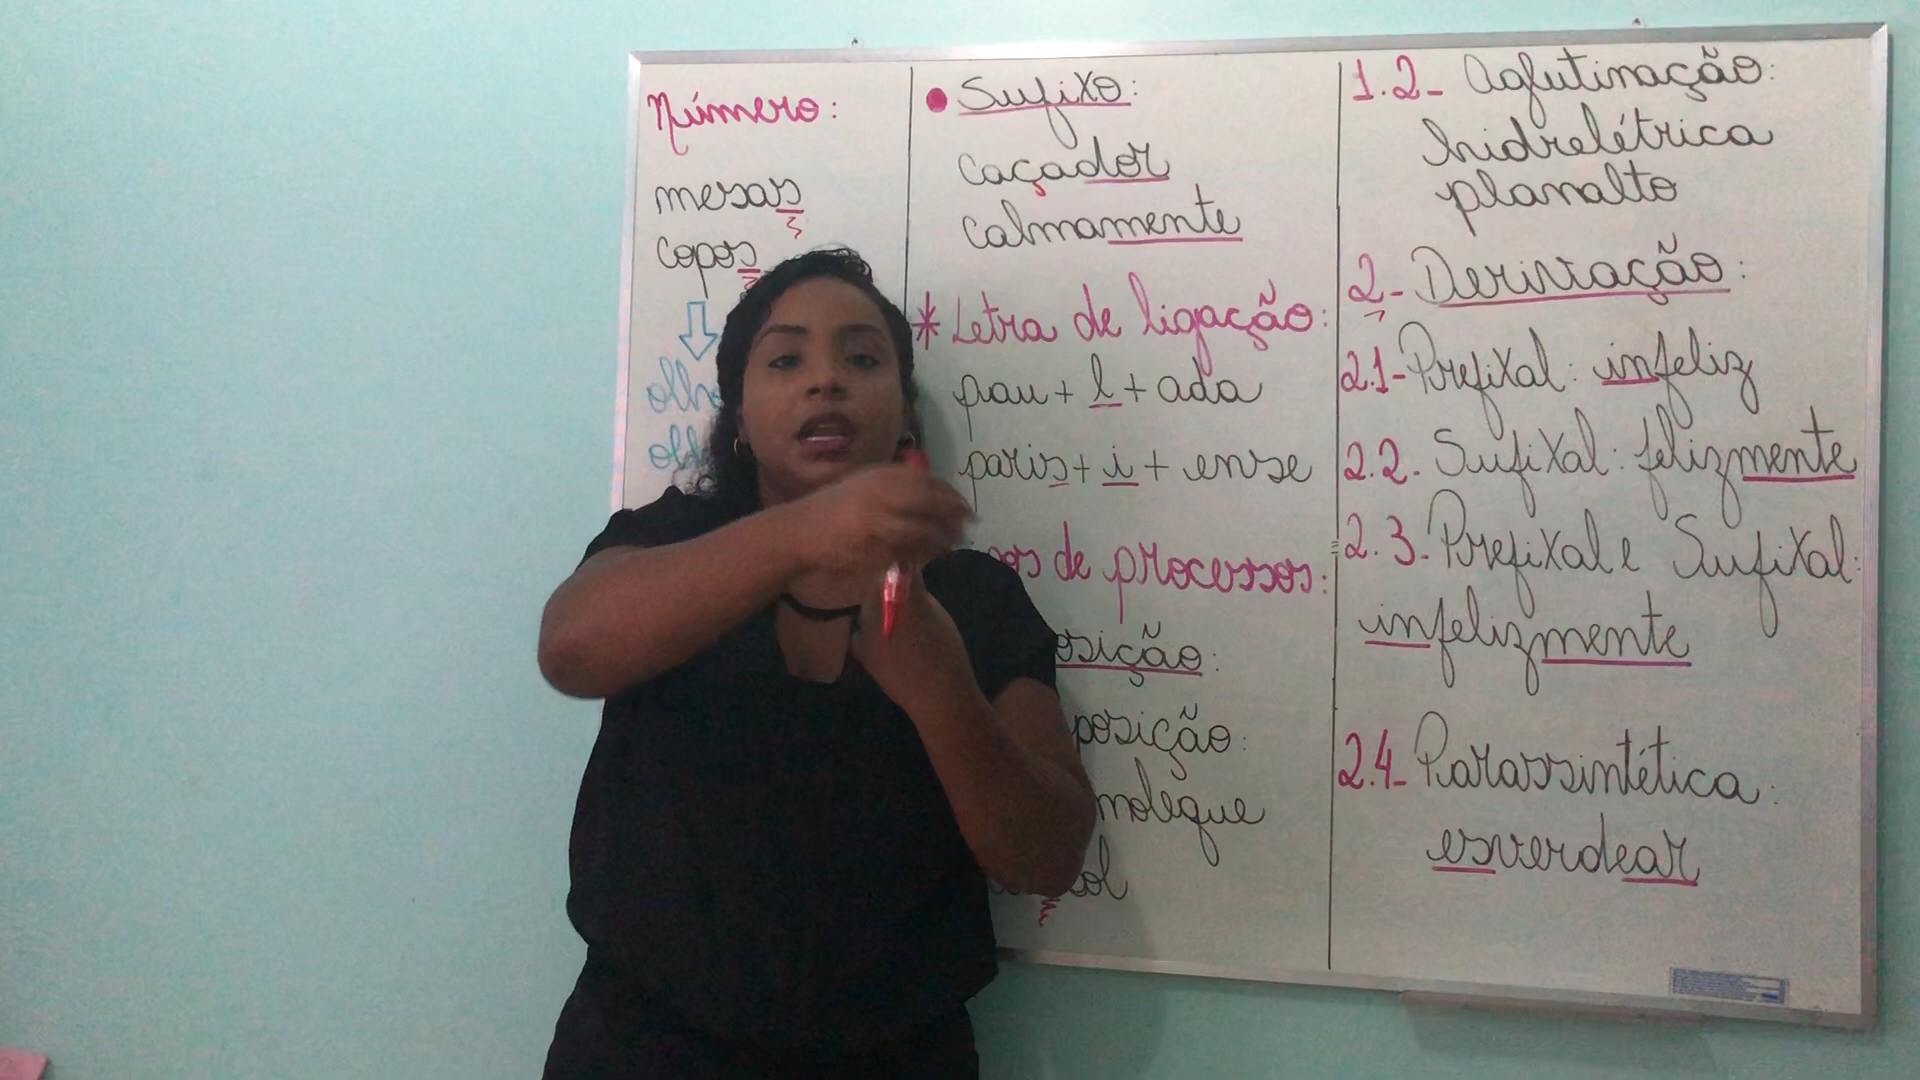 Número:
mesas
copos
• Sufixo:
caçador
calmamente
* Letra de ligação:
pau + l + ada
paris + i + ense
de processos:
1.2- Aglutinação:
hidrelétrica
planalto
2- Derivação:
2.1- Prefixal: infeliz
2.2. Sufixal: felizmente
2.3. Prefixal e Sufixal:
infelizmente
2.4- Parassintética:
esverdear